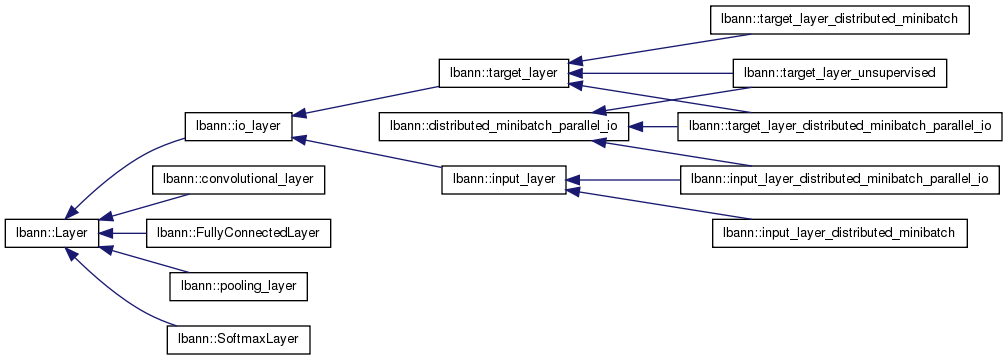 lbann::target_layer_distributed_minibatch
lbann::target_layer
lbann::target_layer_unsupervised
lbann::io_layer
lbann::distributed_minibatch_parallel_io
lbann::target_layer_distributed_minibatch_parallel_io
lbann::convolutional_layer
lbann::input_layer
lbann::input_layer_distributed_minibatch_parallel_io
lbann::Layer
lbann::FullyConnectedLayer
lbann::input_layer_distributed_minibatch
lbann::pooling_layer
lbann::SoftmaxLayer